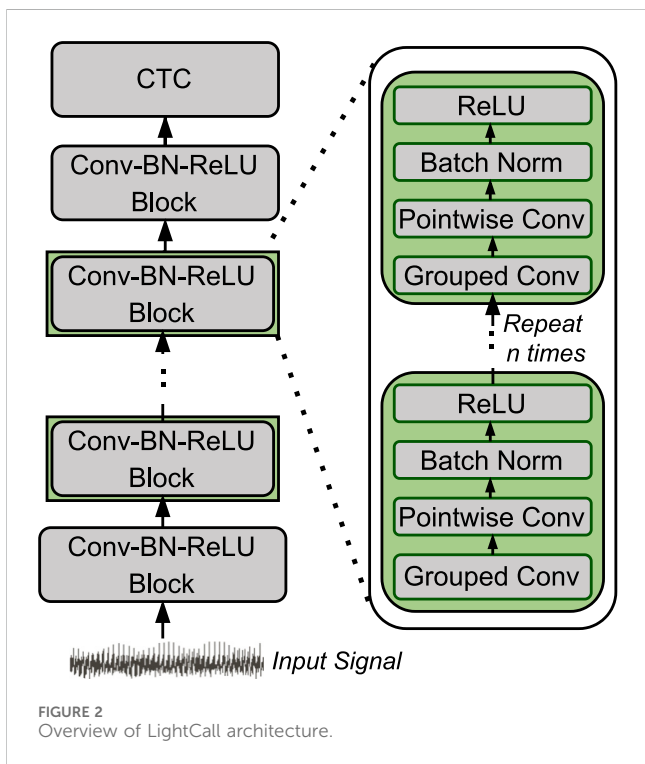 CTC
Conv-BN-ReLU
Block
Conv-BN-ReLU
Block
Conv-BN-ReLU
Block
Conv-BN-ReLU
Block
Input Signal
ReLU
Batch Norm
Pointwise Conv
Grouped Conv
Repeat
n times
ReLU
Batch Norm
Pointwise Conv
Grouped Conv
FIGURE 2
Overview of LightCall architecture.